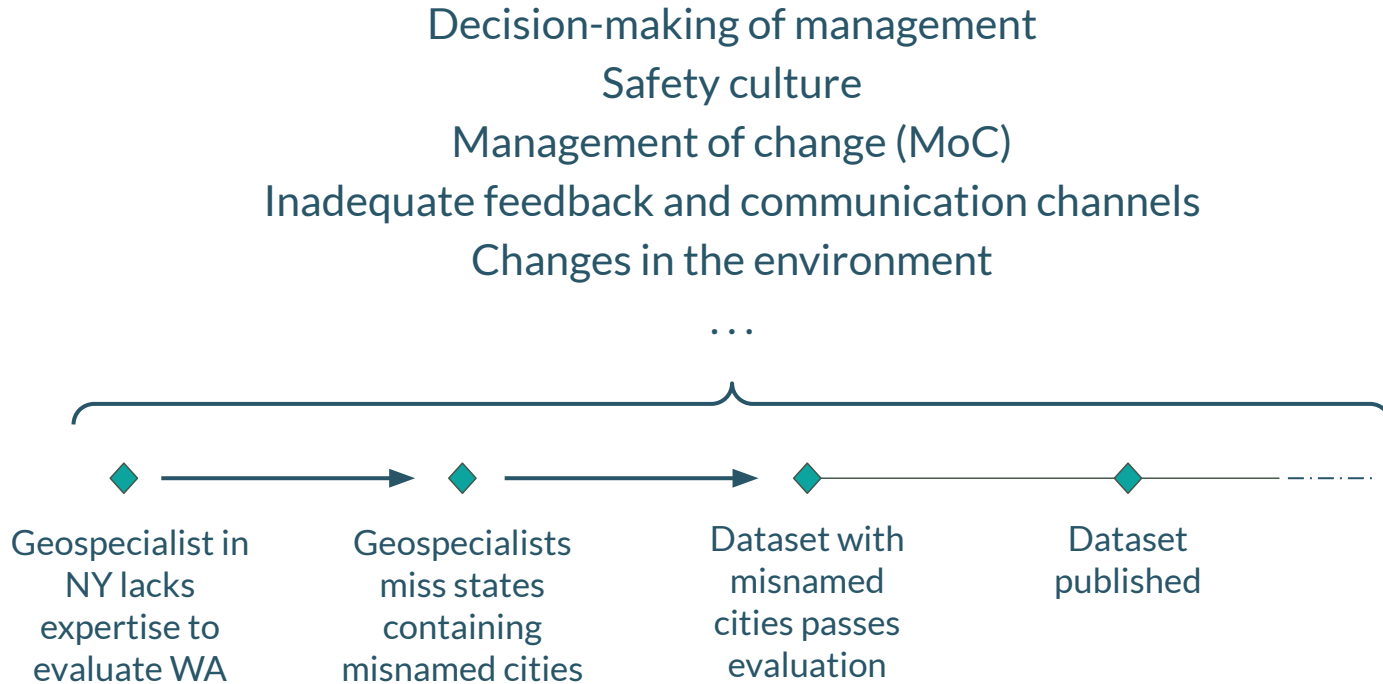 Decision-making of management
Safety culture
Management of change (MoC)
Inadequate feedback and communication channels
Changes in the environment
...
Geospecialist in
NY lacks
expertise to
evaluate WA
Geospecialists
miss states
containing
misnamed cities
Dataset with
misnamed
cities passes
evaluation
Dataset
published